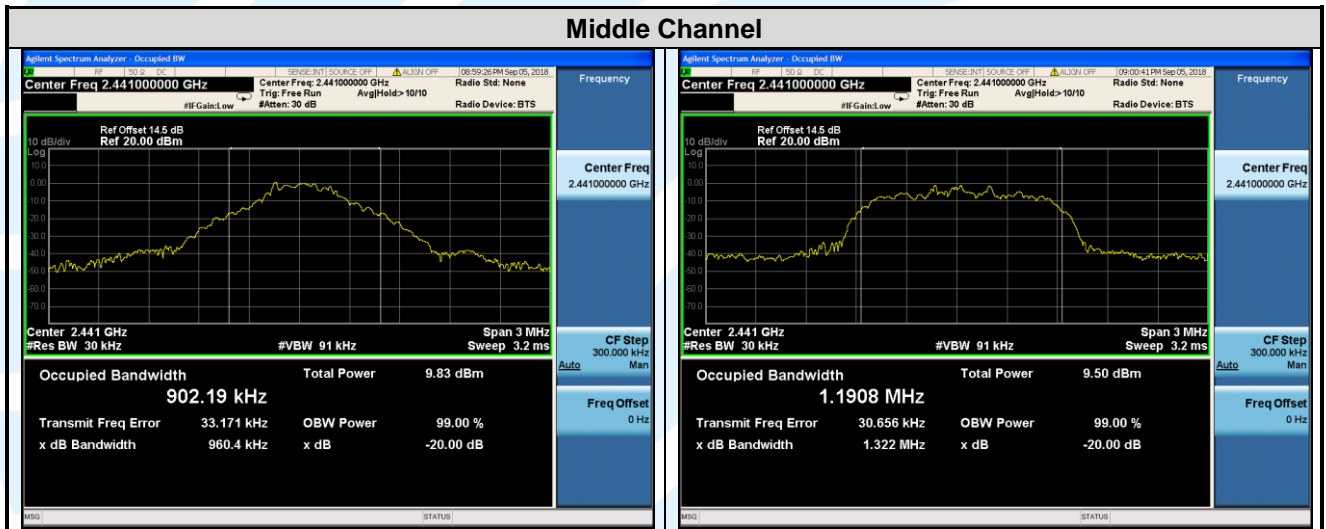 Middle Channel
Agilent Spectrum Analyzer - Occupied BW
RF 50 Ω DC SENSE:INT SOURCE OFF ALIGN OFF 08:59:26 PM Sep 05, 2018
Center Freq 2.441000000 GHz
Center Freq: 2.441000000 GHz
Radio Std: None
Trig: Free Run Avg|Hold:> 10/10
#IFGain:Low #Atten: 30 dB Radio Device: BTS
Ref Offset 14.5 dB
10 dB/div Ref 20.00 dBm
Log
10.0
0.00
-10.0
-20.0
-30.0
-40.0
-50.0
-60.0
-70.0
Center 2.441 GHz Span 3 MHz
#Res BW 30 kHz #VBW 91 kHz Sweep 3.2 ms
Occupied Bandwidth Total Power 9.83 dBm
902.19 kHz
Transmit Freq Error 33.171 kHz OBW Power 99.00 %
x dB Bandwidth 960.4 kHz x dB -20.00 dB
MSG STATUS
Frequency
Center Freq
2.441000000 GHz
CF Step
300.000 kHz
Auto Man
Freq Offset
0 Hz
Agilent Spectrum Analyzer - Occupied BW
RF 50 Ω DC SENSE:INT SOURCE OFF ALIGN OFF 09:00:41 PM Sep 05, 2018
Center Freq 2.441000000 GHz
Center Freq: 2.441000000 GHz
Radio Std: None
Trig: Free Run Avg|Hold:> 10/10
#IFGain:Low #Atten: 30 dB Radio Device: BTS
Ref Offset 14.5 dB
10 dB/div Ref 20.00 dBm
Log
10.0
0.00
-10.0
-20.0
-30.0
-40.0
-50.0
-60.0
-70.0
Center 2.441 GHz Span 3 MHz
#Res BW 30 kHz #VBW 91 kHz Sweep 3.2 ms
Occupied Bandwidth Total Power 9.50 dBm
1.1908 MHz
Transmit Freq Error 30.656 kHz OBW Power 99.00 %
x dB Bandwidth 1.322 MHz x dB -20.00 dB
MSG STATUS
Frequency
Center Freq
2.441000000 GHz
CF Step
300.000 kHz
Auto Man
Freq Offset
0 Hz